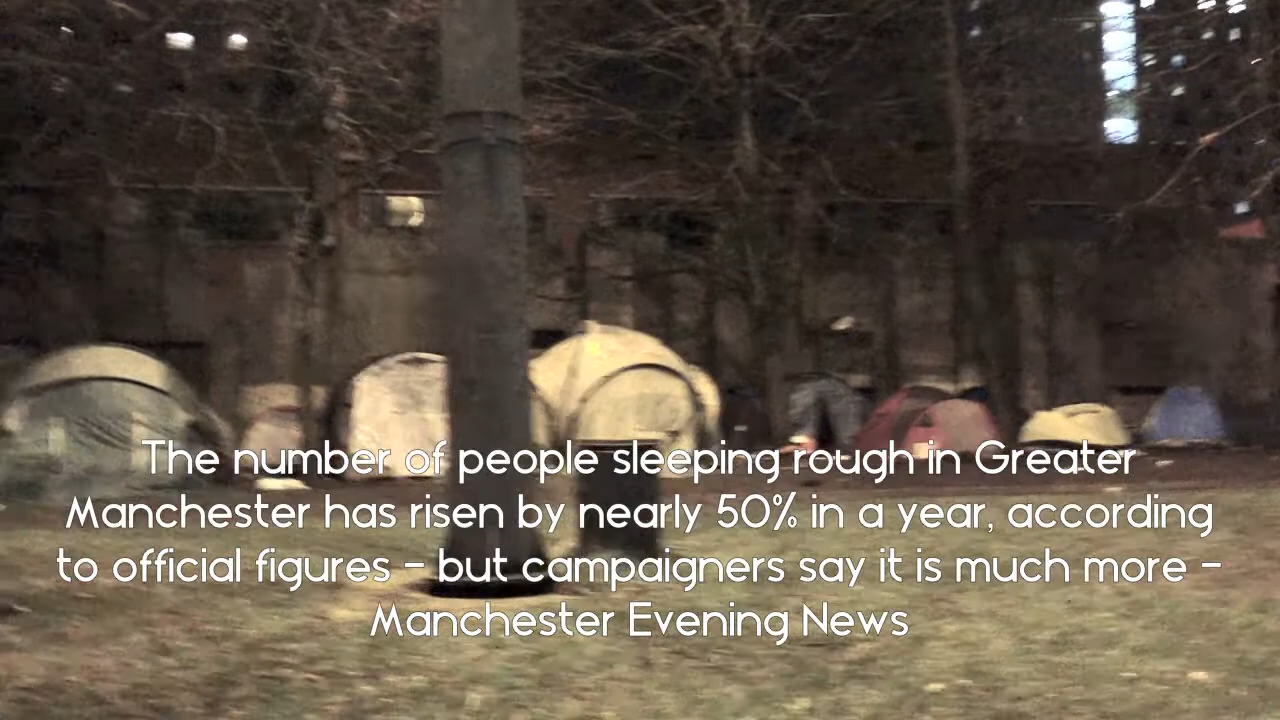 The number of people sleeping rough in Greater
Manchester has risen by nearly 50% in a year, according
to official figures - but campaigners say it is much more -
Manchester Evening News